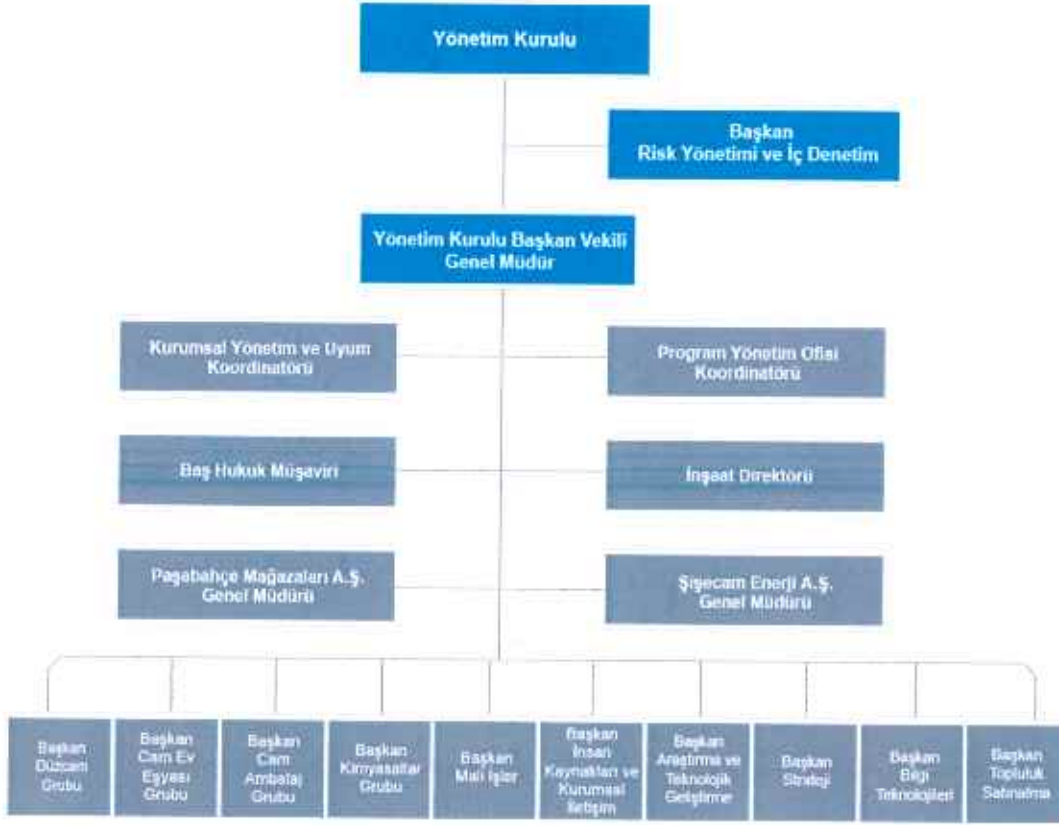 Yönetim Kurulu
Başkan
Risk Yönetimi ve İç Denetim
Yönetim Kurulu Başkan Vekili
Genel Müdür
Kurumsal Yönetim ve Uyum
Koordinatörü
Program Yönetim Ofisi
Koordinatörü
Baş Hukuk Müşaviri
İnşaat Direktörü
Paşabahçe Mağazaları A.Ş.
Genel Müdürü
Şişecam Enerji A.Ş.
Genel Müdürü
Başkan
Düzcam
Grubu
Başkan
Cam Ev
Eşyası
Grubu
Başkan
Cam
Ambalaj
Grubu
Başkan
Kimyasallar
Grubu
Başkan
Mali İşler
Başkan
İnsan
Kaynakları ve
Kurumsal
İletişim
Başkan
Araştırma ve
Teknolojik
Geliştirme
Başkan
Strateji
Başkan
Bilgi
Teknolojileri
Başkan
Topluluk
Satınalma